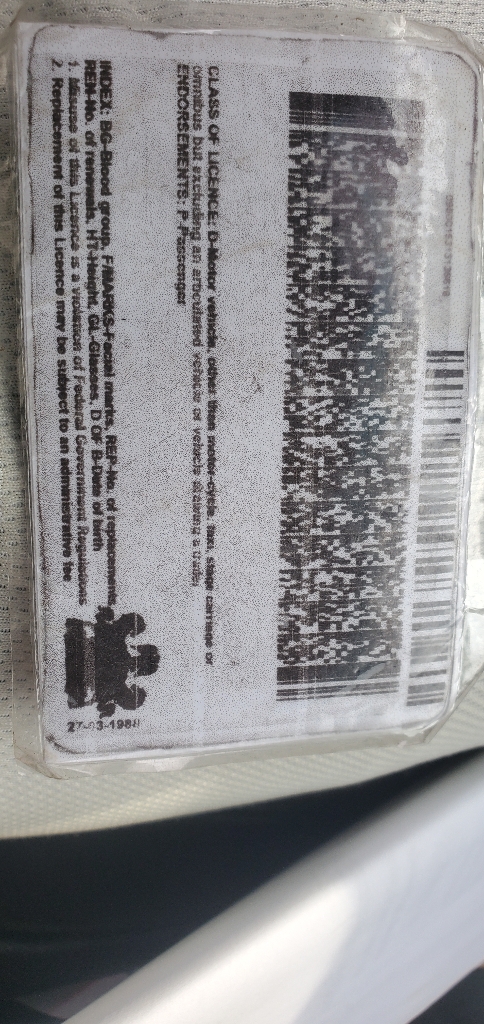 CLASS OF LICENCE: D-Motor vehicle, other than motor-cycle, taxi, stage carriage or
omnibus but excluding an articulated vehicle or vehicle drawing a trailer
ENDORSEMENTS: P-Passenger
INDEX: BG-Blood group, F/MARKS-Facial marks, REP-No. of replacements,
REN-No. of renewals, HT-Height, GL-Glasses, D OF B-Date of birth
1. Misuse of this Licence is a violation of Federal Government Regulations
2. Replacement of this Licence may be subject to an administrative fee